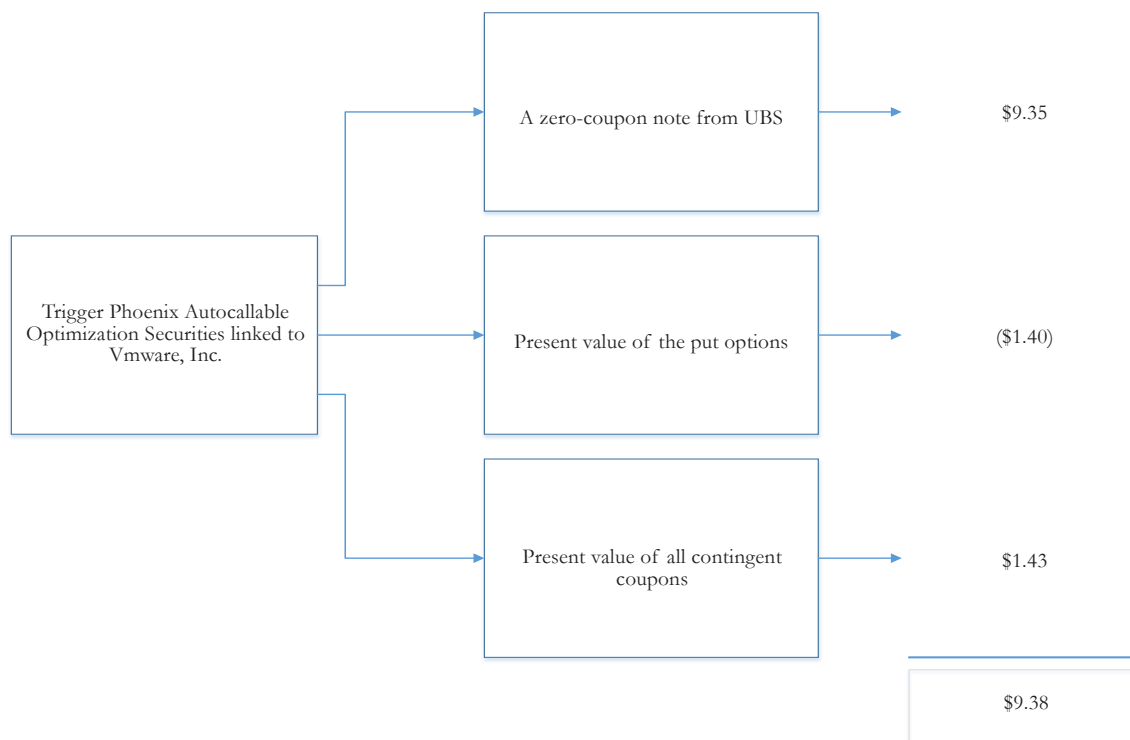 A zero-coupon note from UBS
$9.35
Trigger Phoenix Autocallable
Optimization Securities linked to
Vmware, Inc.
Present value of the put options
($1.40)
Present value of all contingent
coupons
$1.43
$9.38